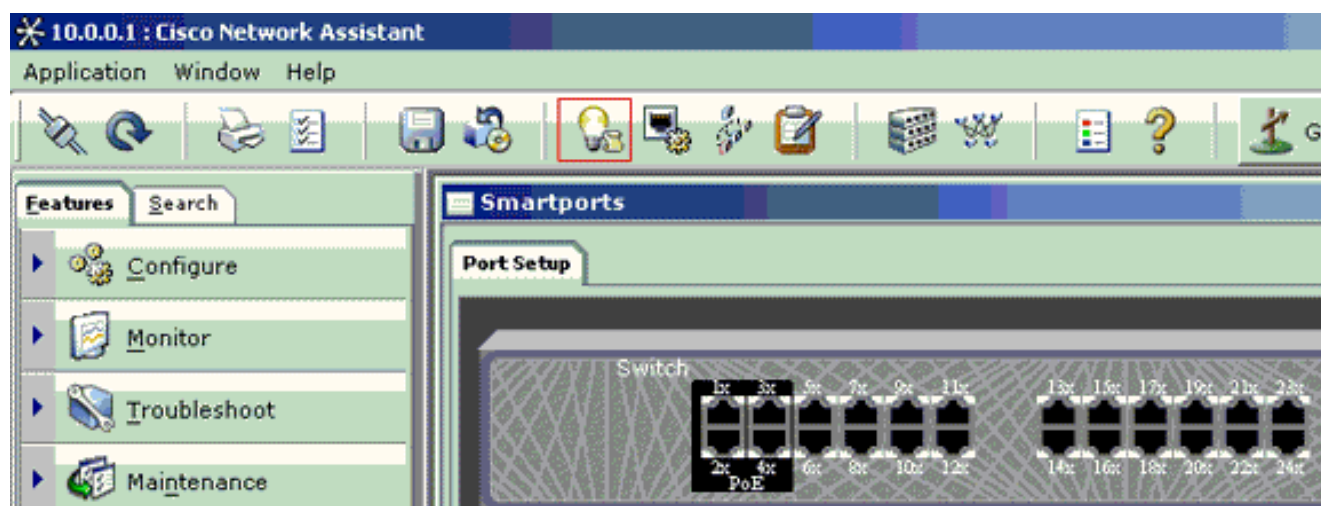 10.0.0.1 : Cisco Network Assistant
Application Window Help
G
Features Search
Configure
Monitor
Troubleshoot
Maintenance
Smartports
Port Setup
Switch
1x 3x 5x 7x 9x 11x 13x 15x 17x 19x 21x 23x
2x 4x 6x 8x 10x 12x 14x 16x 18x 20x 22x 24x
PoE